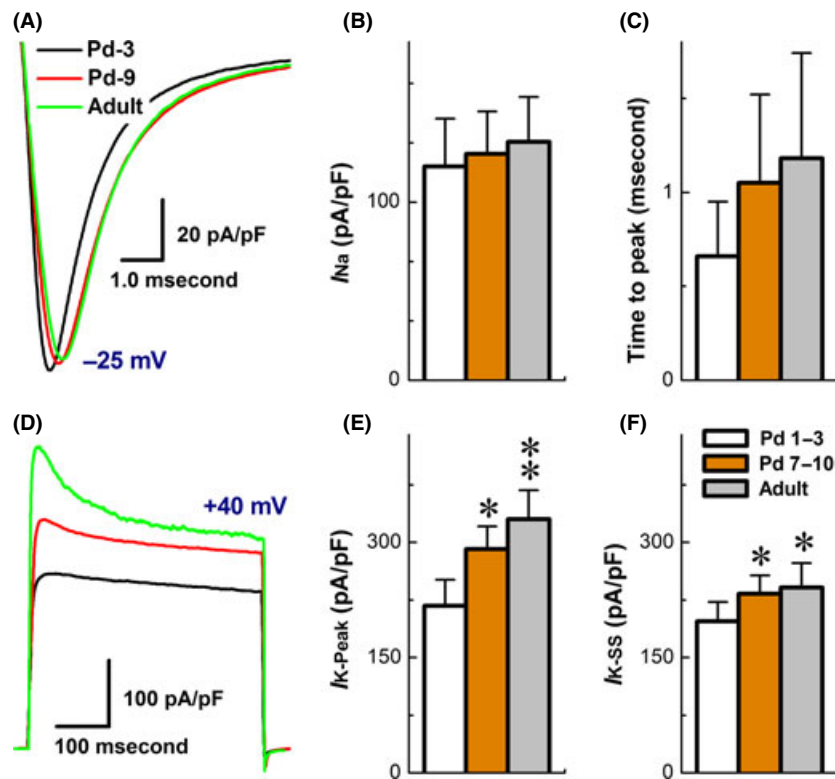 (A)
Pd-3
Pd-9
Adult
20 pA/pF
1.0 msecond
–25 mV
(B)
INa (pA/pF)
100
0
(C)
Time to peak (msecond)
1
0
(D)
+40 mV
100 pA/pF
100 msecond
(E)
IK-Peak (pA/pF)
300
150
0
*
**
(F)
Pd 1–3
Pd 7–10
Adult
IK-SS (pA/pF)
300
150
0
*
*